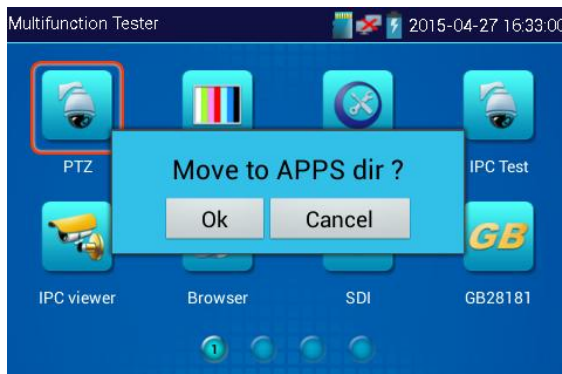 Multifunction Tester 2015-04-27 16:33:00
Move to APPS dir ?
PTZ IPC Test
Ok Cancel
GB
IPC viewer Browser SDI GB28181
1